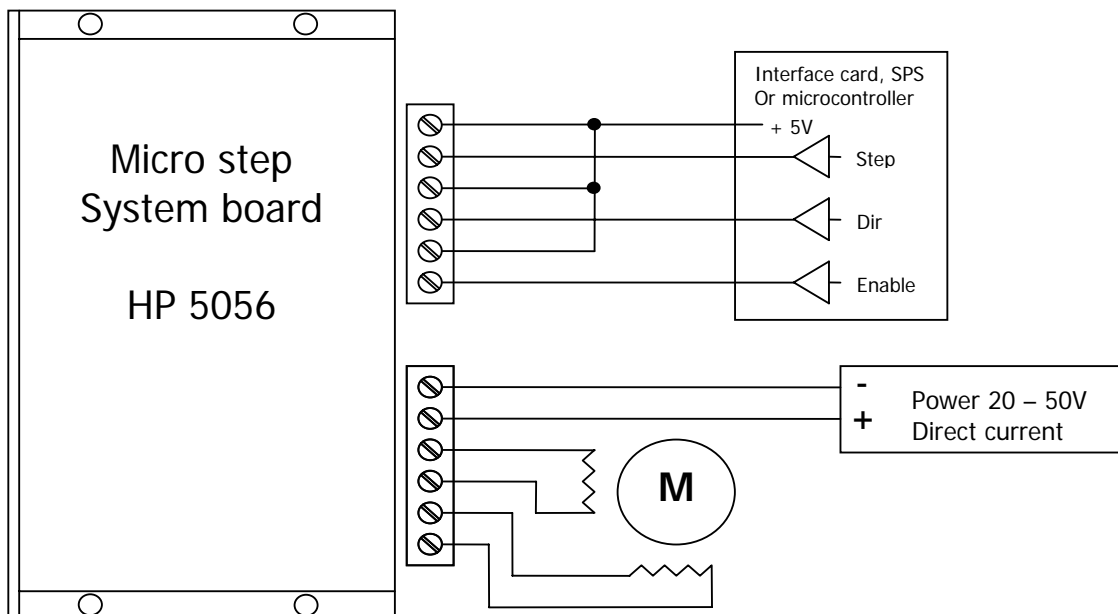 Micro step
System board
HP 5056
Interface card, SPS
Or microcontroller
+ 5V
Step
Dir
Enable
-
+
Power 20 – 50V
Direct current
M